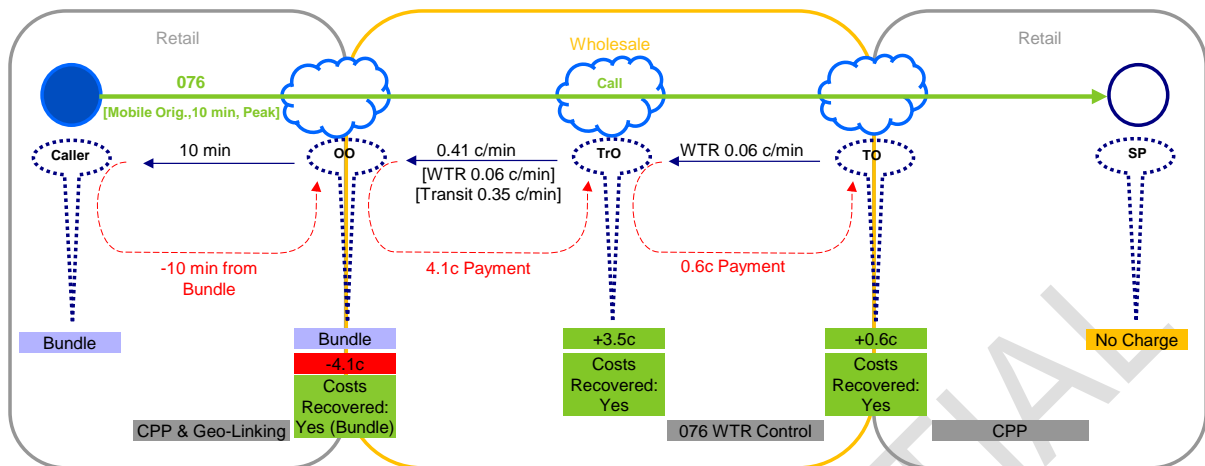 Retail
Wholesale
Retail
076
Call
[Mobile Orig.,10 min, Peak]
Caller
10 min
OO
0.41 c/min
[WTR 0.06 c/min]
[Transit 0.35 c/min]
TrO
WTR 0.06 c/min
TO
SP
-10 min from
Bundle
4.1c Payment
0.6c Payment
Bundle
Bundle
-4.1c
Costs
Recovered:
Yes (Bundle)
+3.5c
Costs
Recovered:
Yes
+0.6c
Costs
Recovered:
Yes
No Charge
CPP & Geo-Linking
076 WTR Control
CPP
TIAL